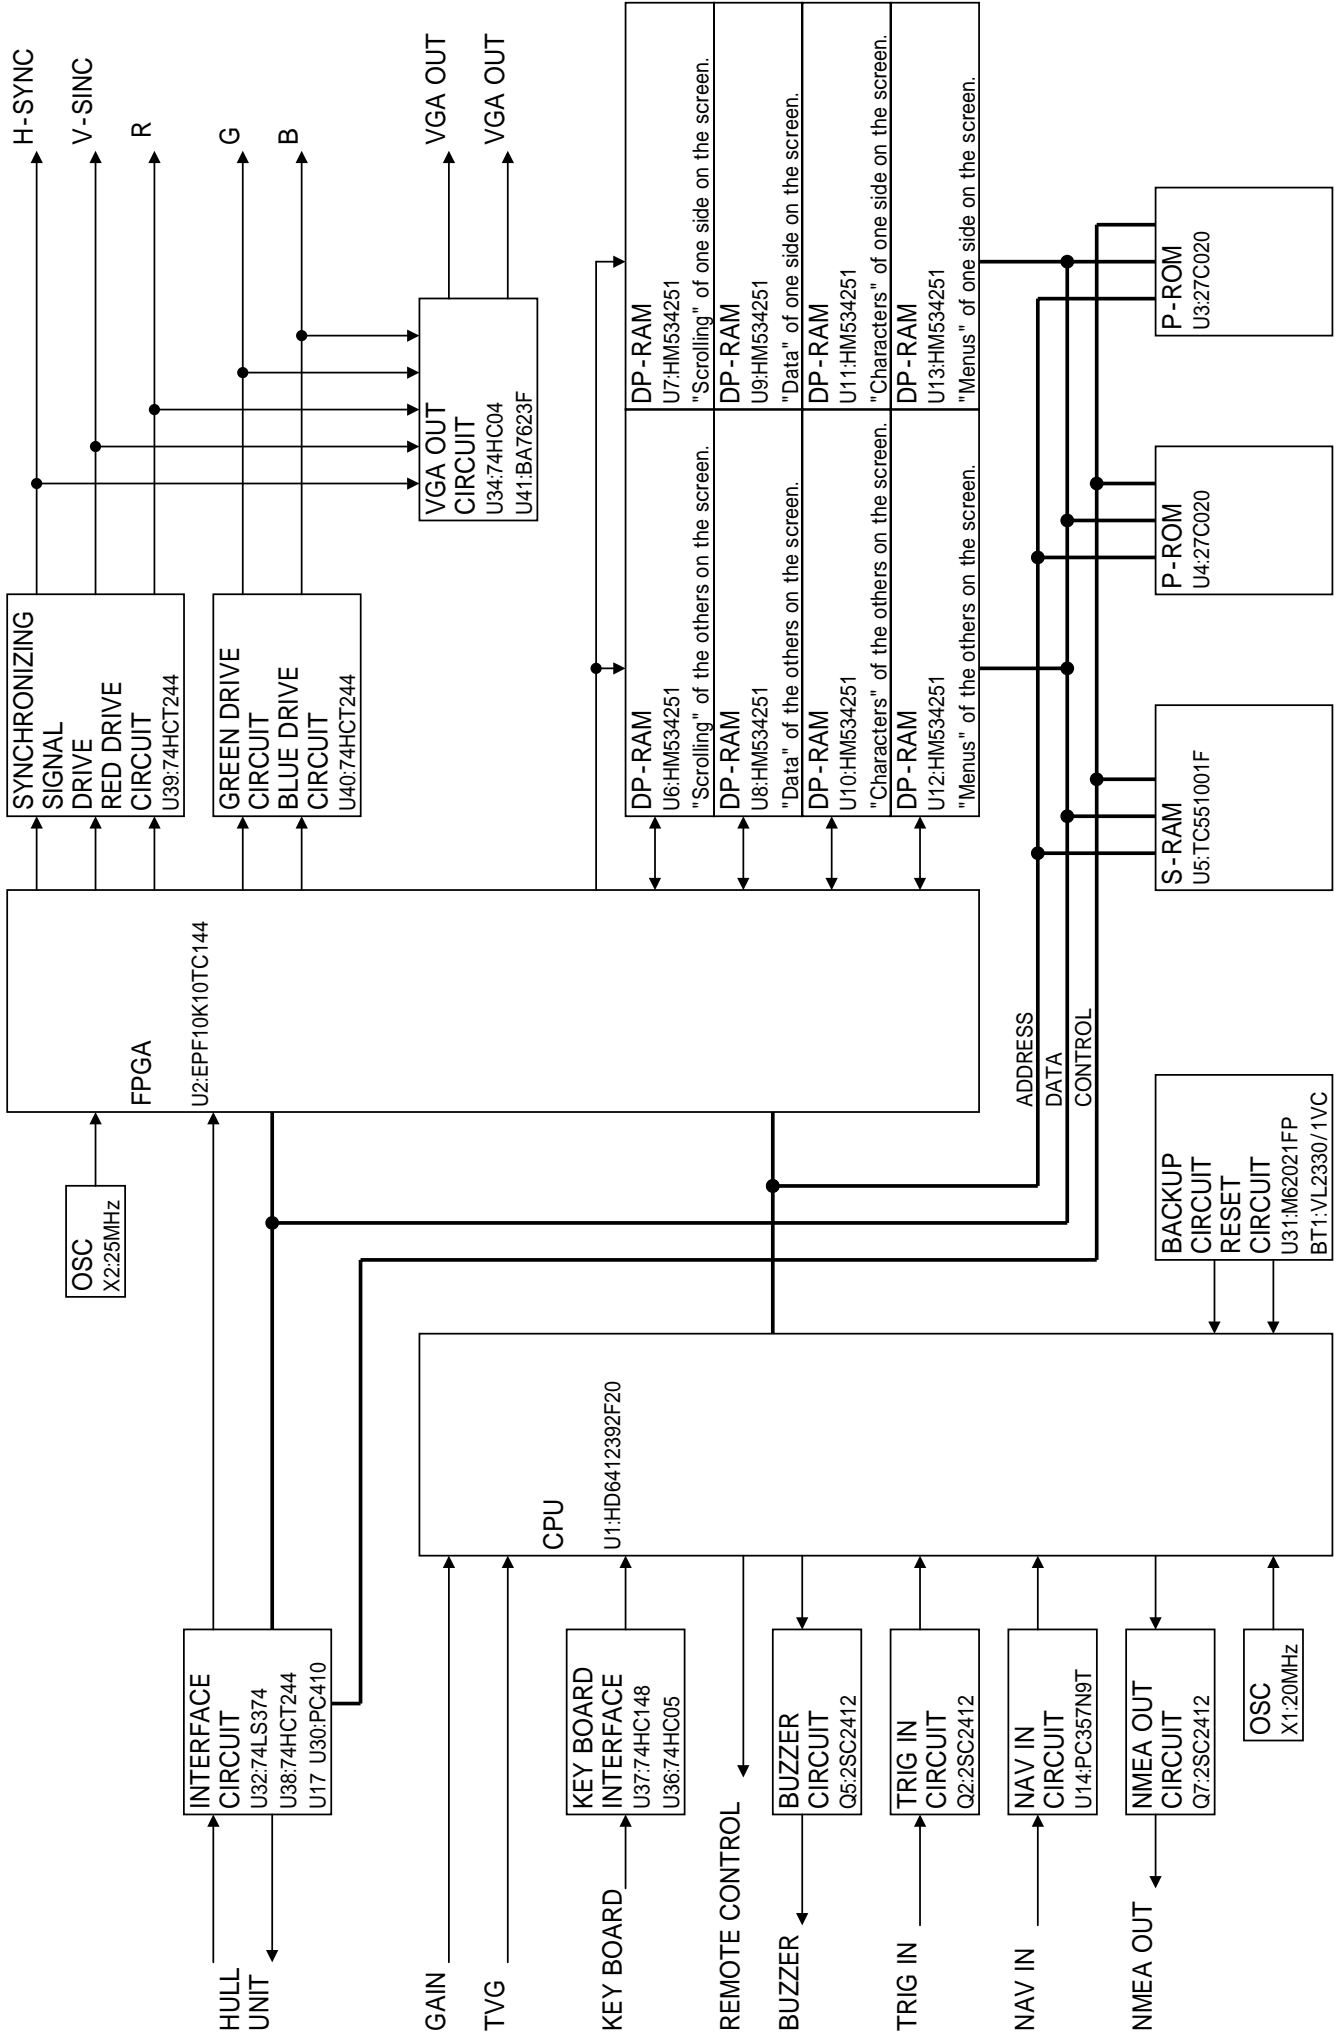 HULL
UNIT
INTERFACE
CIRCUIT
U32:74LS374
U38:74HCT244
U17 U30:PC410
OSC
X2:25MHz
FPGA
U2:EPF10K10TC144
SYNCHRONIZING
SIGNAL
DRIVE
RED DRIVE
CIRCUIT
U39:74HCT244
GREEN DRIVE
CIRCUIT
BLUE DRIVE
CIRCUIT
U40:74HCT244
H-SYNC
V-SINC
R
G
B
VGA OUT
CIRCUIT
U34:74HC04
U41:BA7623F
VGA OUT
VGA OUT
GAIN
TVG
KEY BOARD
KEY BOARD
INTERFACE
U37:74HC148
U36:74HC05
REMOTE CONTROL
BUZZER
BUZZER
CIRCUIT
Q5:2SC2412
TRIG IN
TRIG IN
CIRCUIT
Q2:2SC2412
NAV IN
NAV IN
CIRCUIT
U14:PC357N9T
NMEA OUT
NMEA OUT
CIRCUIT
Q7:2SC2412
OSC
X1:20MHz
CPU
U1:HD6412392F20
BACKUP
CIRCUIT
RESET
CIRCUIT
U31:M62021FP
BT1:VL2330/1VC
ADDRESS
DATA
CONTROL
DP-RAM
U6:HM534251
"Scrolling" of the others on the screen.
DP-RAM
U8:HM534251
"Data" of the others on the screen.
DP-RAM
U10:HM534251
"Characters" of the others on the screen.
DP-RAM
U12:HM534251
"Menus" of the others on the screen.
DP-RAM
U7:HM534251
"Scrolling" of one side on the screen.
DP-RAM
U9:HM534251
"Data" of one side on the screen.
DP-RAM
U11:HM534251
"Characters" of one side on the screen.
DP-RAM
U13:HM534251
"Menus" of one side on the screen.
S-RAM
U5:TC551001F
P-ROM
U4:27C020
P-ROM
U3:27C020